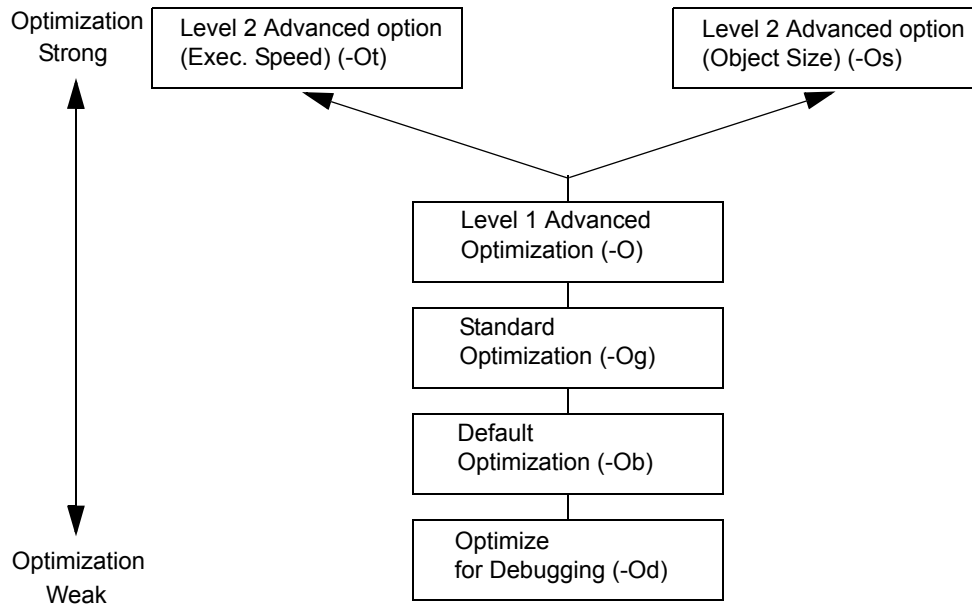 Optimization
Strong
Level 2 Advanced option
(Exec. Speed) (-Ot)
Level 2 Advanced option
(Object Size) (-Os)
Level 1 Advanced
Optimization (-O)
Standard
Optimization (-Og)
Default
Optimization (-Ob)
Optimize
for Debugging (-Od)
Optimization
Weak